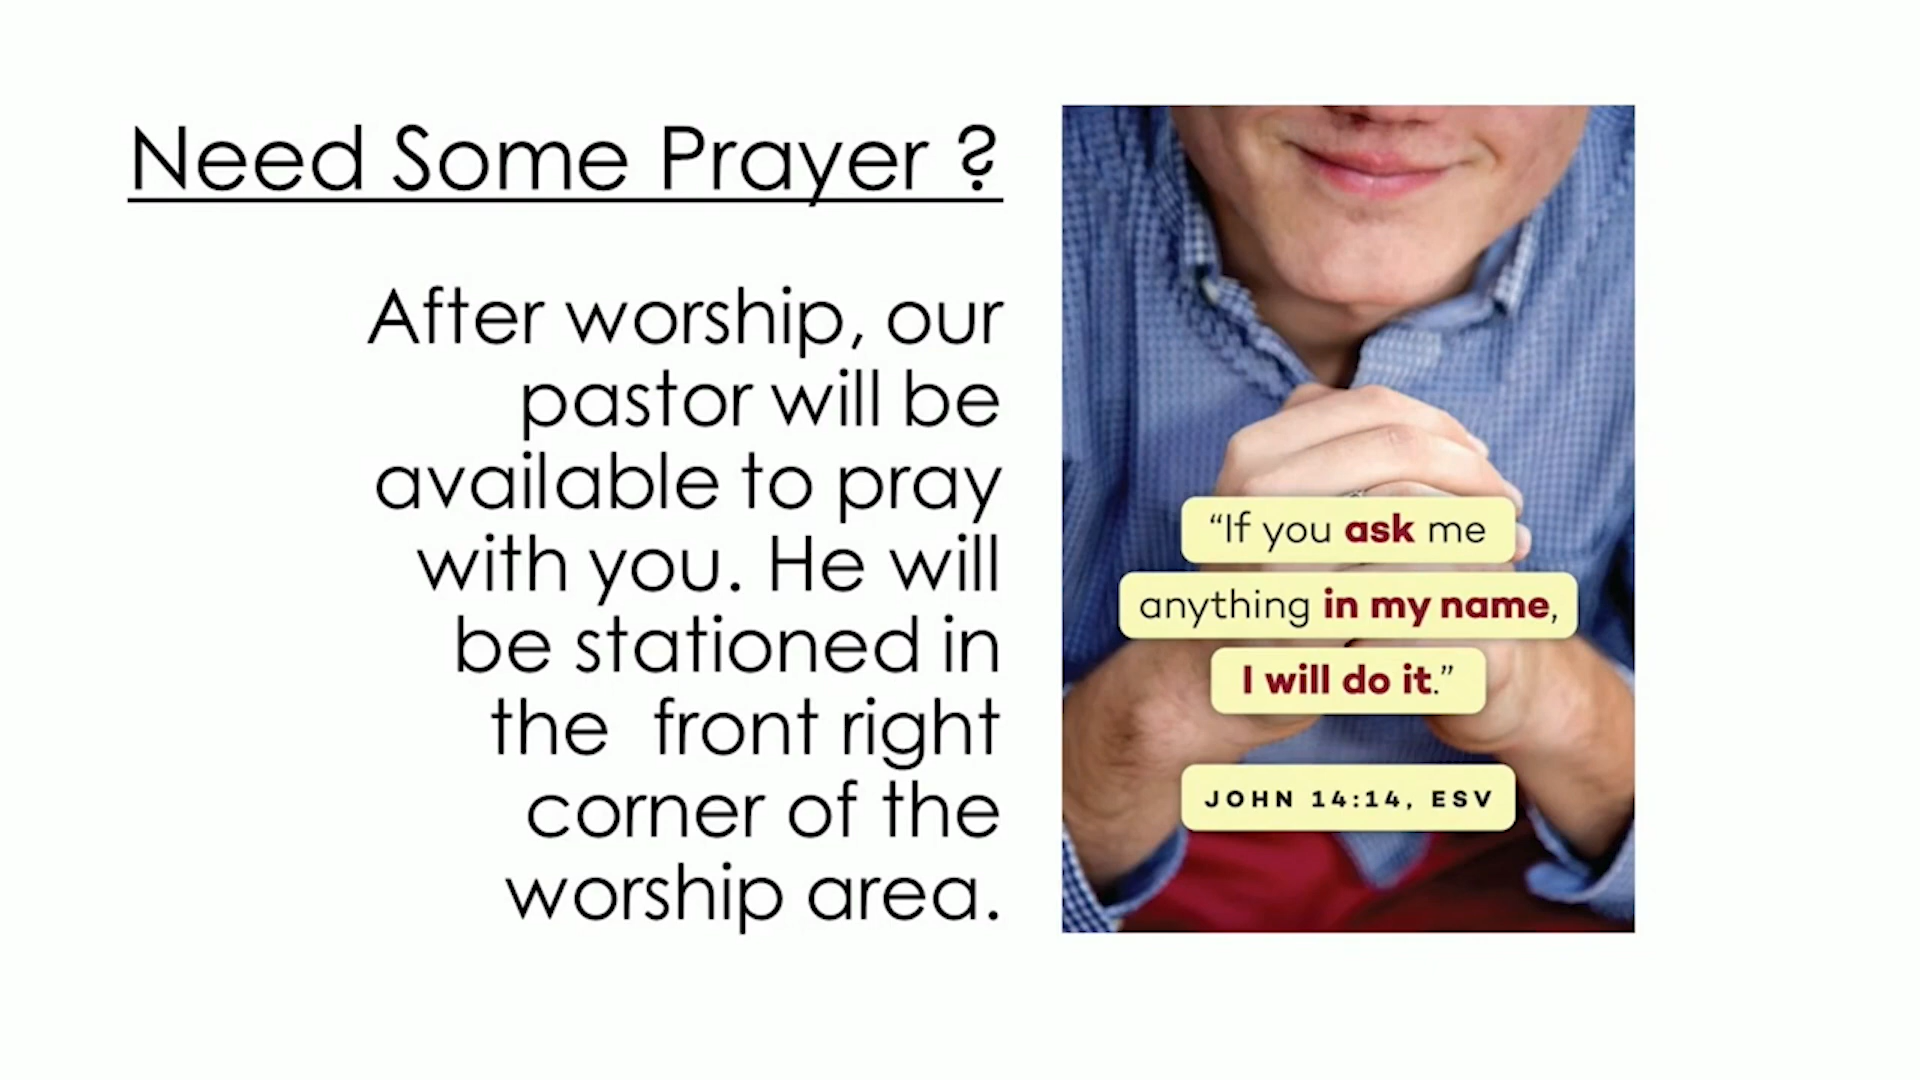 Need Some Prayer ?
After worship, our
pastor will be
available to pray
with you. He will
be stationed in
the  front right
corner of the
worship area.
“If you ask me
anything in my name,
I will do it.”
JOHN 14:14, ESV